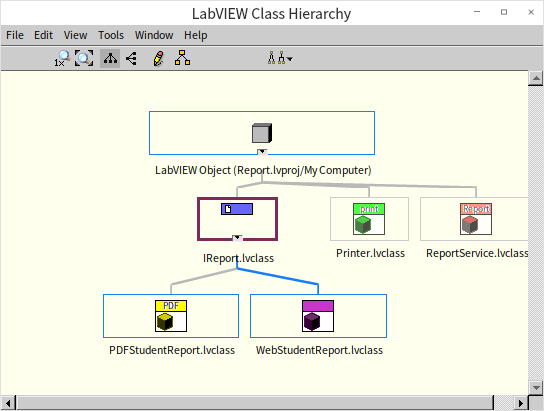 LabVIEW Class Hierarchy
File Edit View Tools Window Help
1x
LabVIEW Object (Report.lvproj/My Computer)
print
Report
IReport.lvclass
Printer.lvclass
ReportService.lvclass
PDF
PDFStudentReport.lvclass
WebStudentReport.lvclass